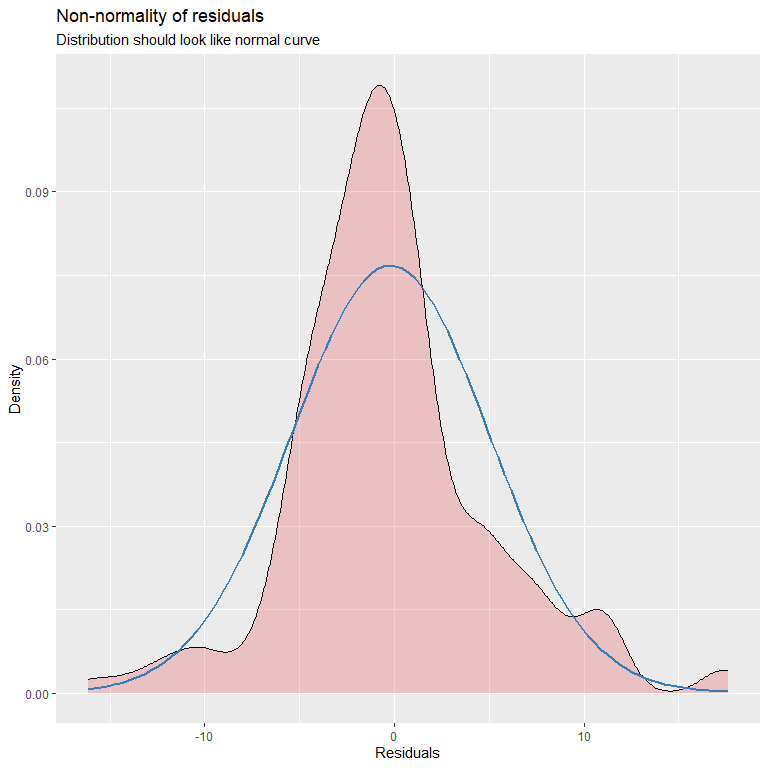 Non-normality of residuals
Distribution should look like normal curve
Density
0.09
0.06
0.03
0.00
-10
0
10
Residuals